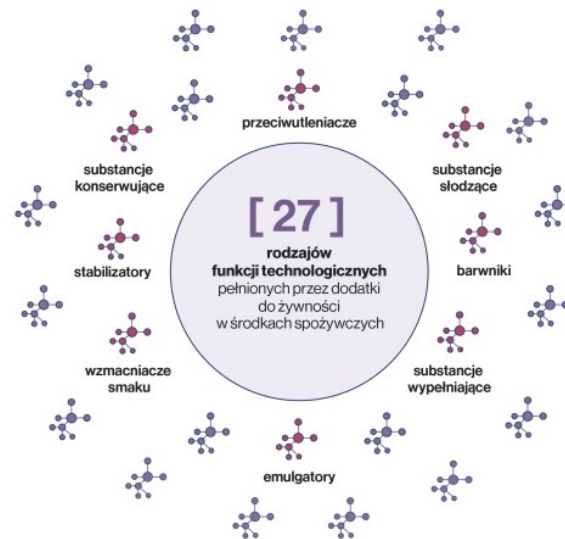 przeciwutleniacze
substancje
konserwujące
substancje
słodzące
[ 27 ]
rodzajów
funkcji technologicznych
pełnionych przez dodatki
do żywności
w środkach spożywczych
stabilizatory
barwniki
wzmacniacze
smaku
substancje
wypełniające
emulgatory